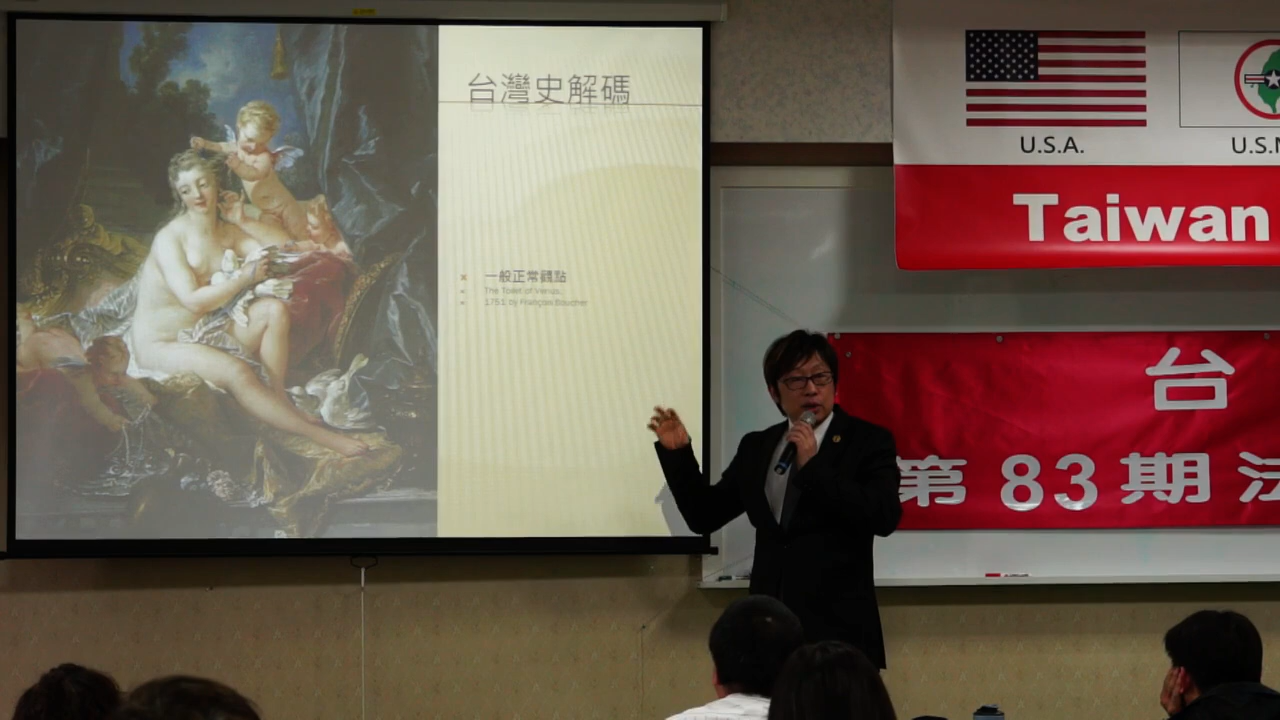 台灣史解碼
一般正常觀點
The Toilet of Venus,
1751 by François Boucher
U.S.A.
U.S.
Taiwan
台
第 83 期 法